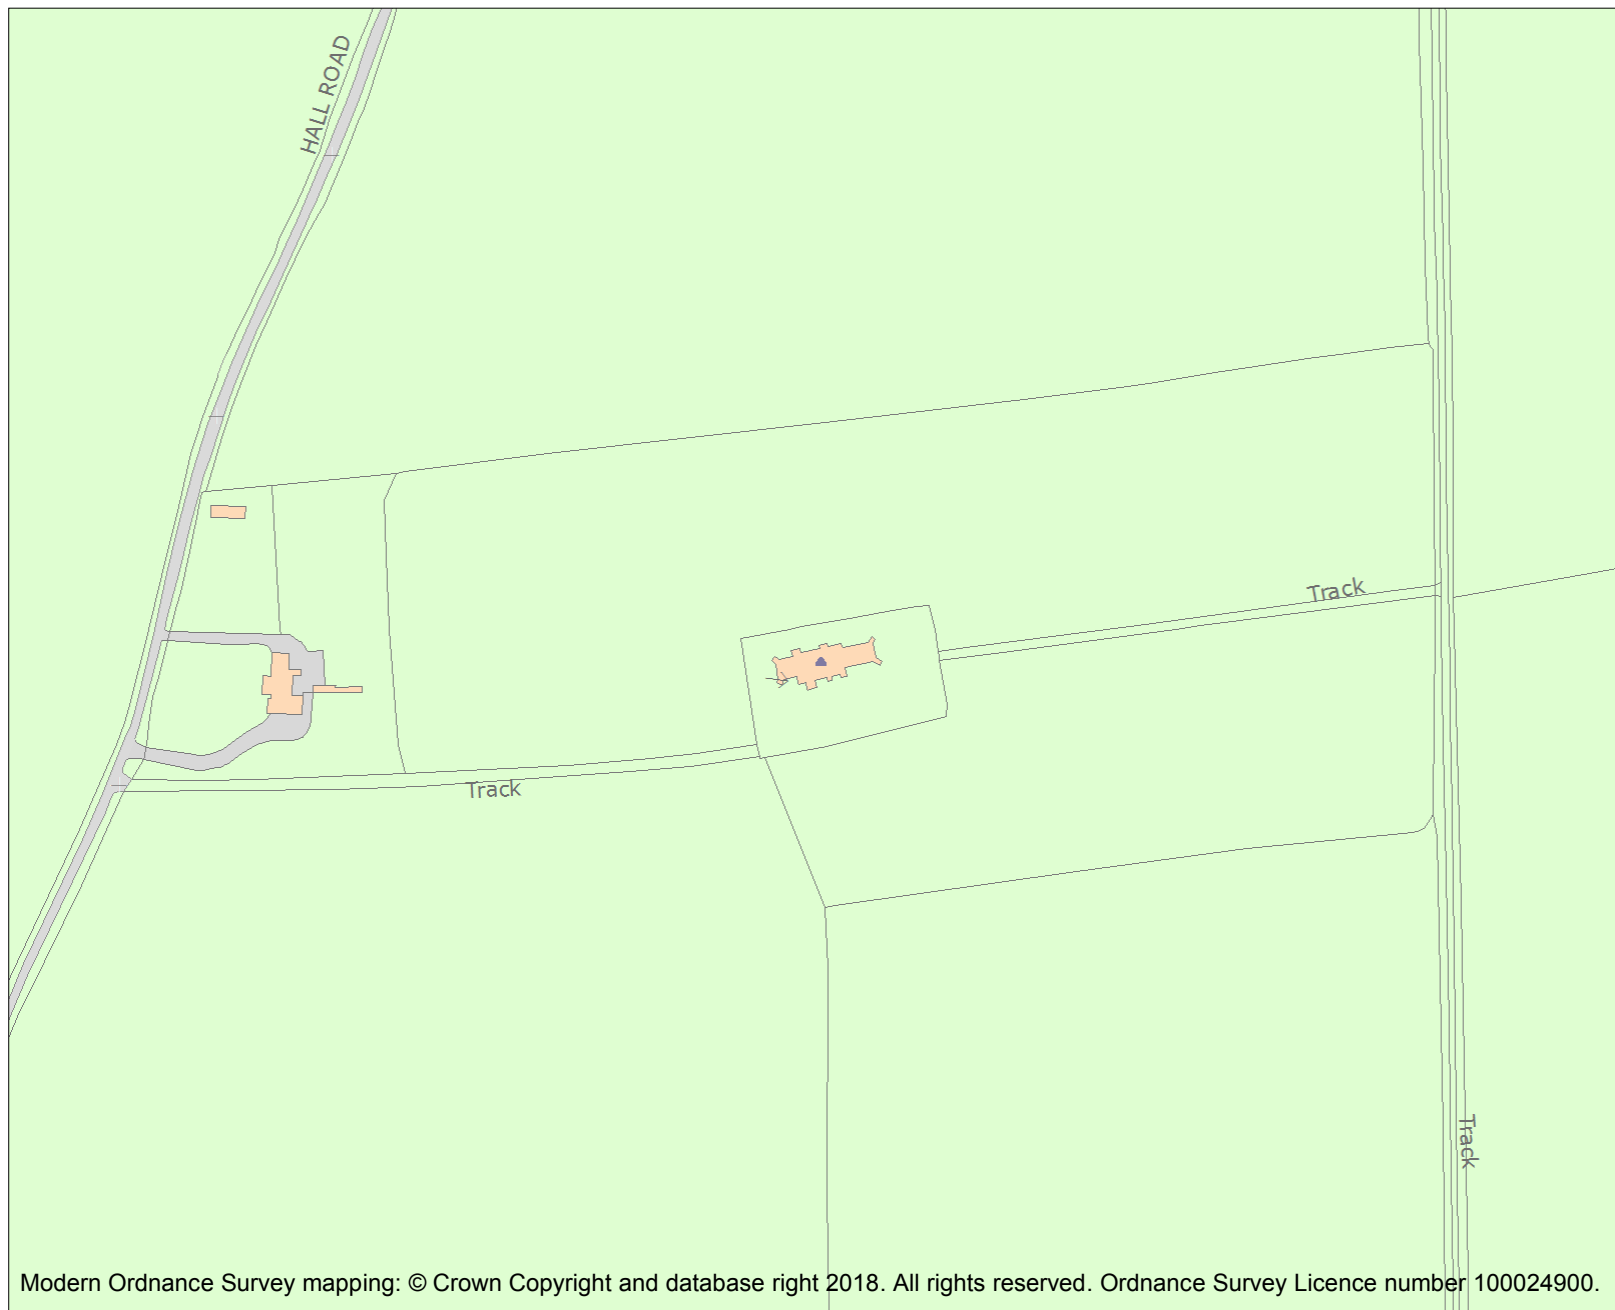 HALL ROAD
Track
Track
Track
Modern Ordnance Survey mapping: © Crown Copyright and database right 2018. All rights reserved. Ordnance Survey Licence number 100024900.